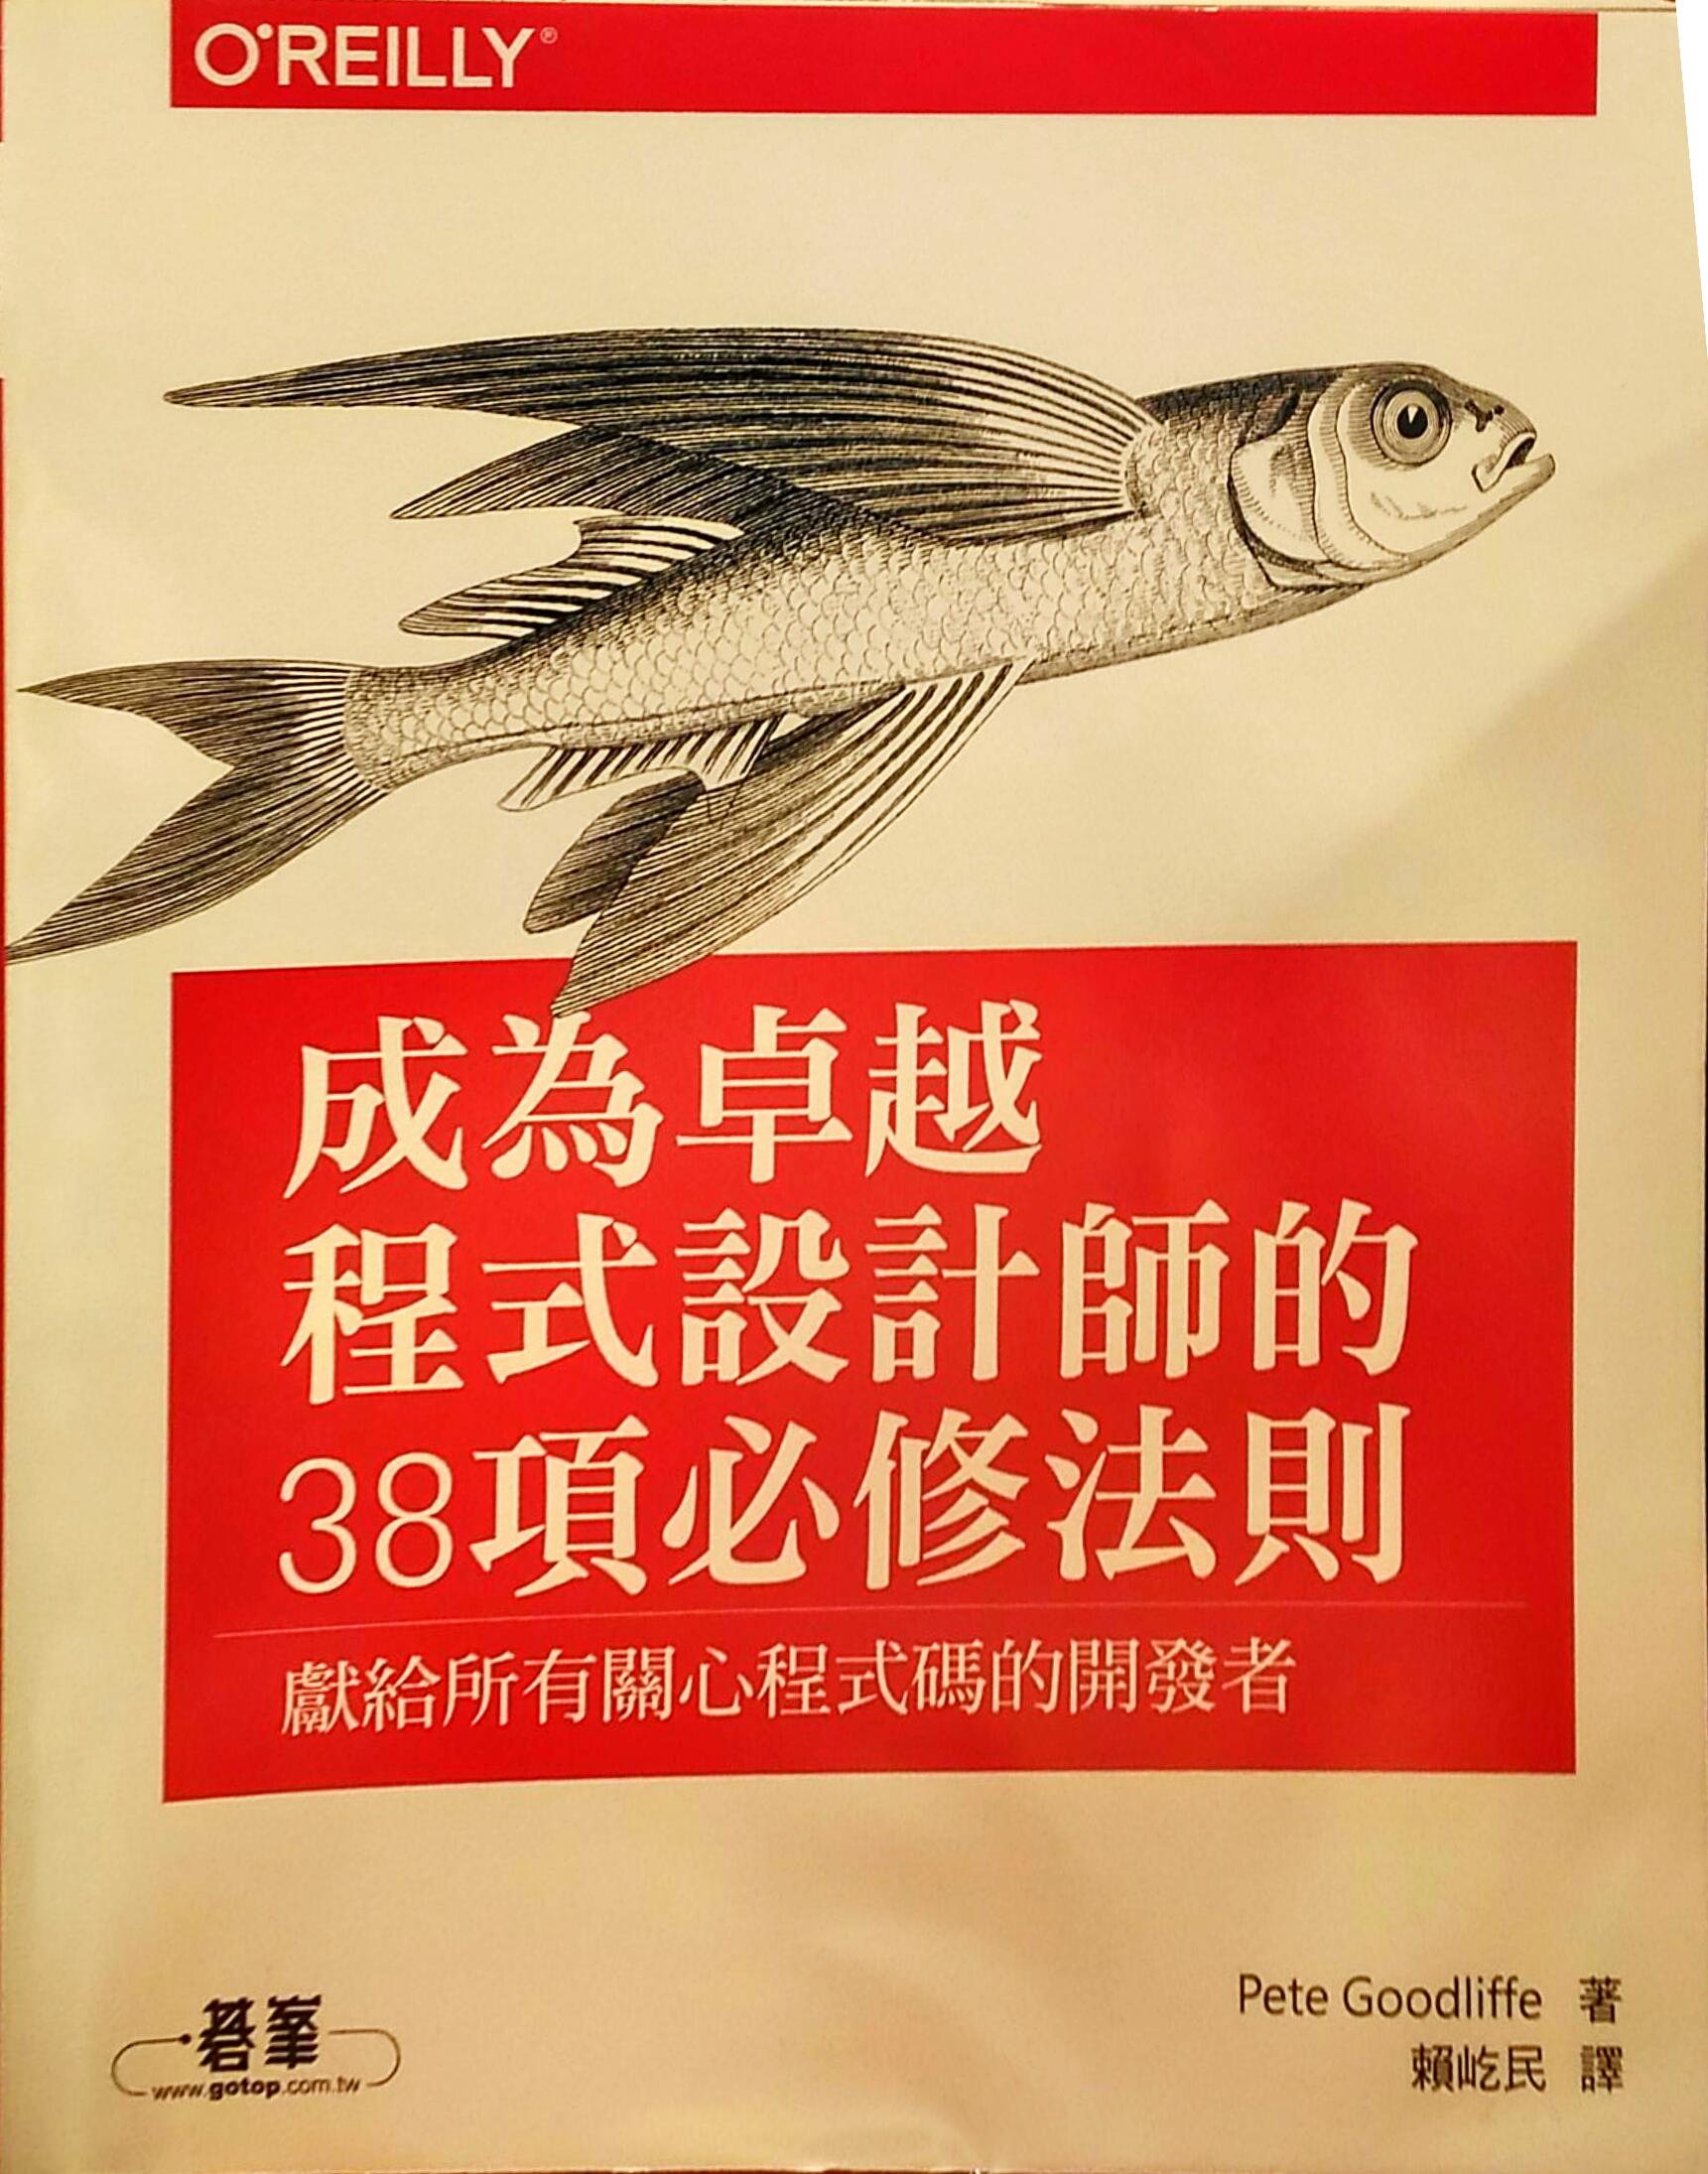 O'REILLY®
成為卓越
程式設計師的
38項必修法則
獻給所有關心程式碼的開發者
Pete Goodliffe 著
賴屹民 譯
碁峯
www.gotop.com.tw